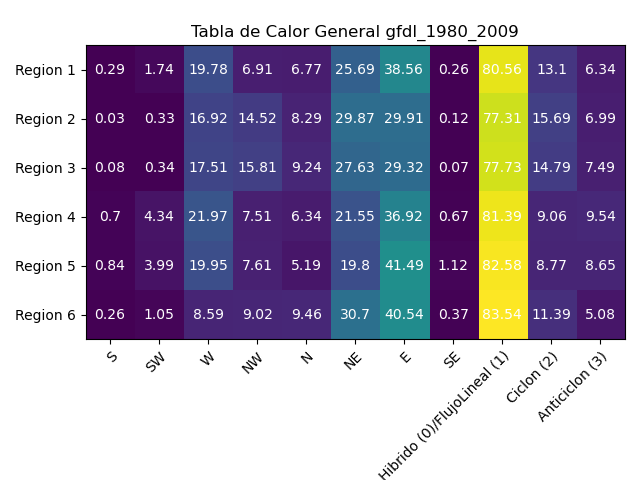 Tabla de Calor General gfdl_1980_2009
Region 1 0.29 1.74 19.78 6.91 6.77 25.69 38.56 0.26 80.56 13.1 6.34
Region 2 0.03 0.33 16.92 14.52 8.29 29.87 29.91 0.12 77.31 15.69 6.99
Region 3 0.08 0.34 17.51 15.81 9.24 27.63 29.32 0.07 77.73 14.79 7.49
Region 4 0.7 4.34 21.97 7.51 6.34 21.55 36.92 0.67 81.39 9.06 9.54
Region 5 0.84 3.99 19.95 7.61 5.19 19.8 41.49 1.12 82.58 8.77 8.65
Region 6 0.26 1.05 8.59 9.02 9.46 30.7 40.54 0.37 83.54 11.39 5.08
S SW W NW N NE E SE Hibrido (0)/FlujoLineal (1) Ciclon (2) Anticiclon (3)